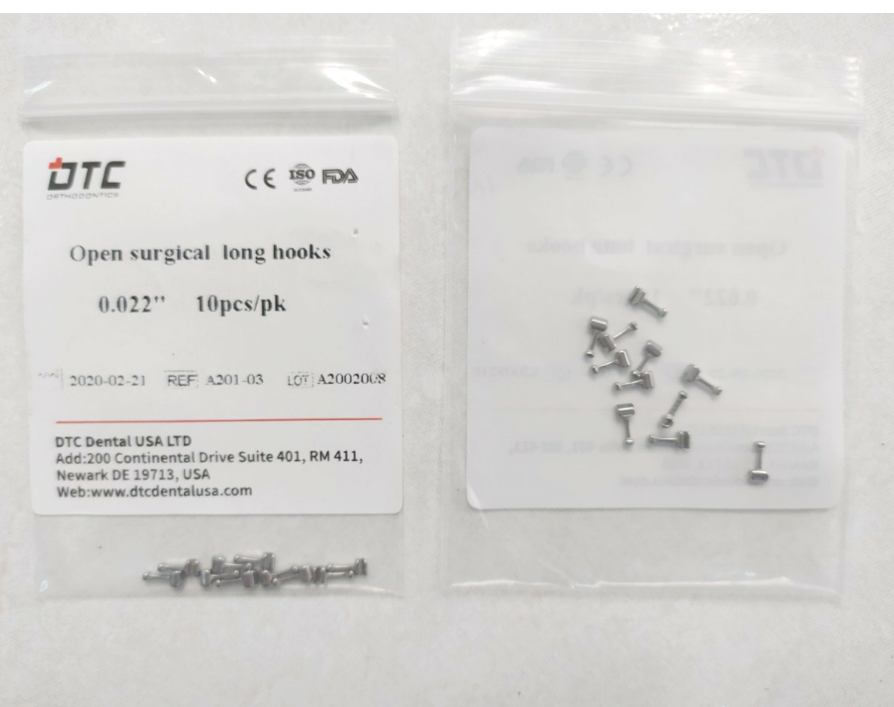 DTC
ORTHODONTICS
CE ISO FDA
Open surgical long hooks
0.022" 10pcs/pk
2020-02-21 REF A201-03 LOT A2002008
DTC Dental USA LTD
Add:200 Continental Drive Suite 401, RM 411,
Newark DE 19713, USA
Web:www.dtcdentalusa.com